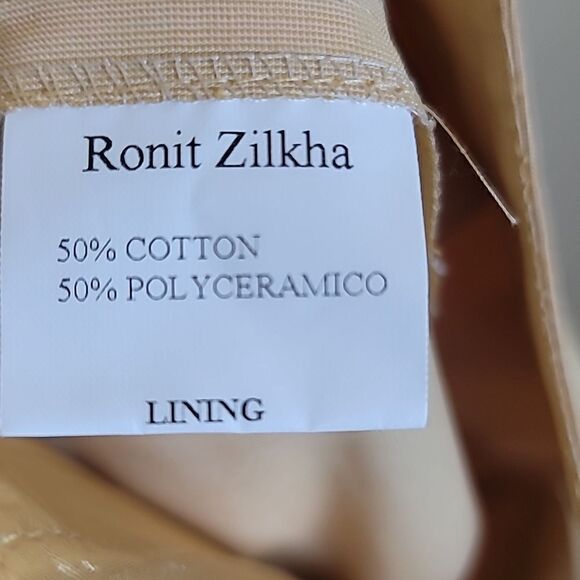 Ronit Zilkha
50% COTTON
50% POLYCERAMICO
LINING